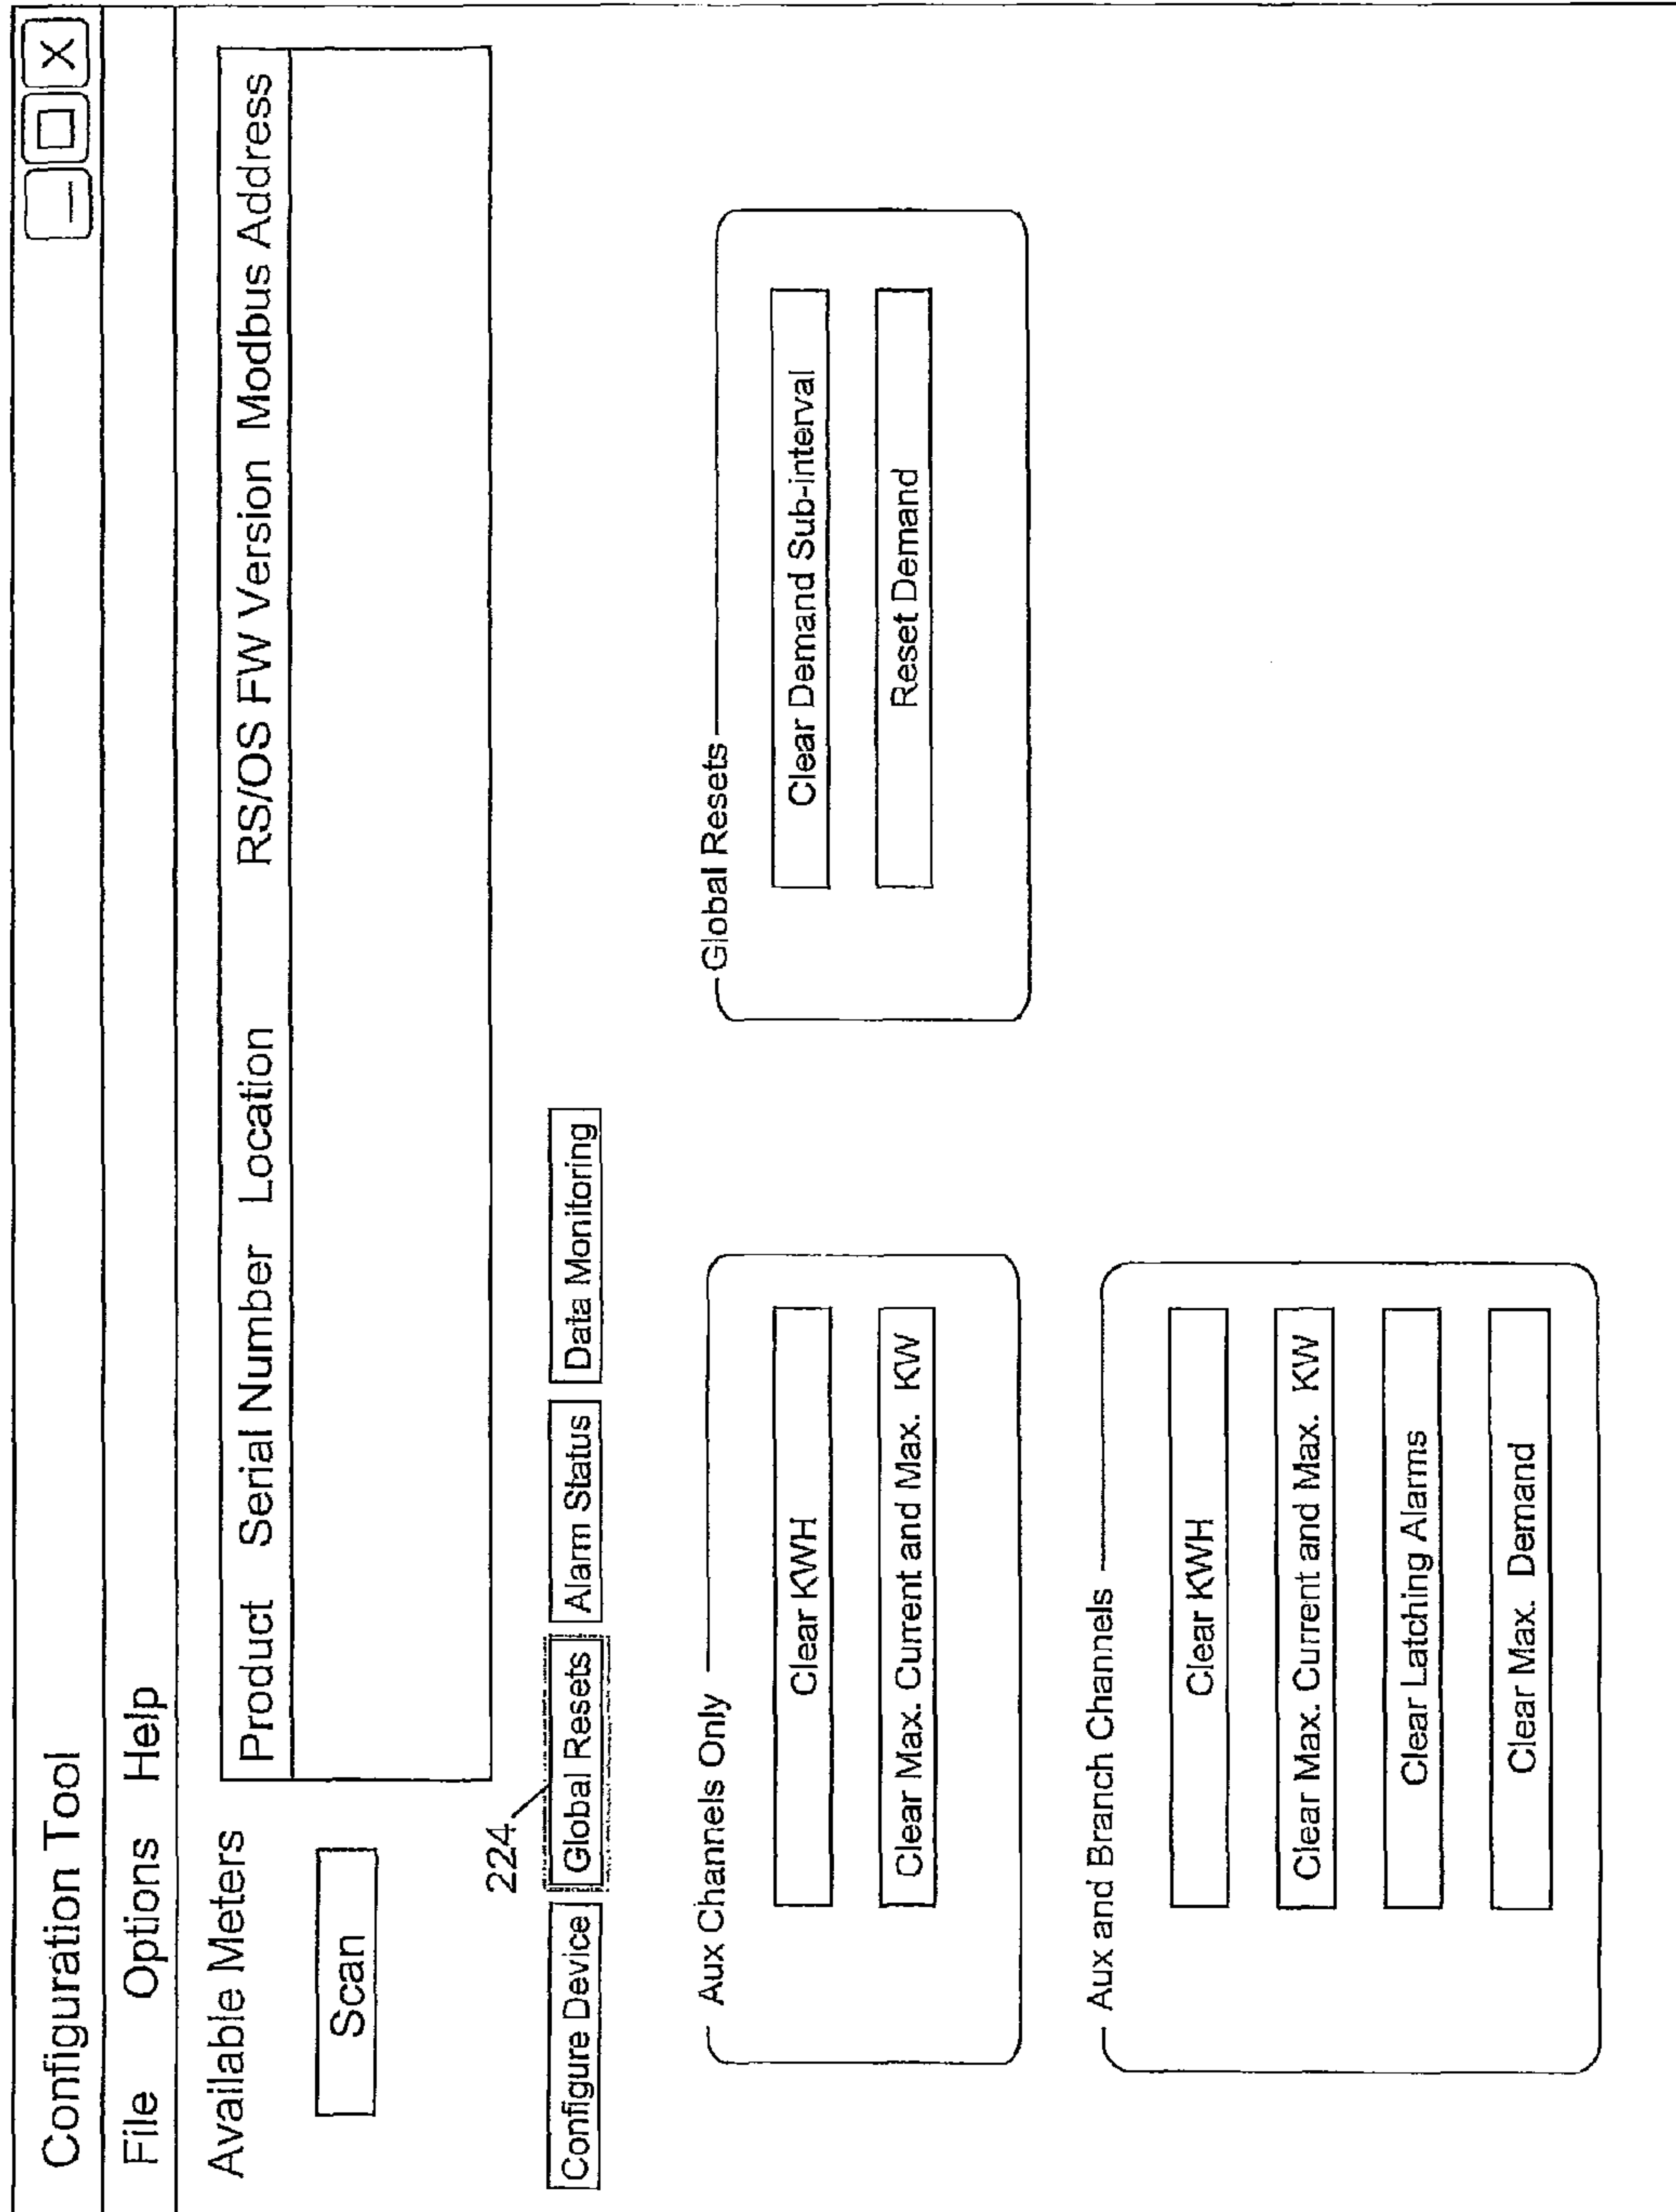 Configuration Tool
File Options Help
Available Meters
Scan
Product Serial Number Location RS/OS FW Version Modbus Address
224
Configure Device Global Resets Alarm Status Data Monitoring
Aux Channels Only
Clear KWH
Clear Max. Current and Max. KW
Global Resets
Clear Demand Sub-interval
Reset Demand
Aux and Branch Channels
Clear KWH
Clear Max. Current and Max. KW
Clear Latching Alarms
Clear Max. Demand